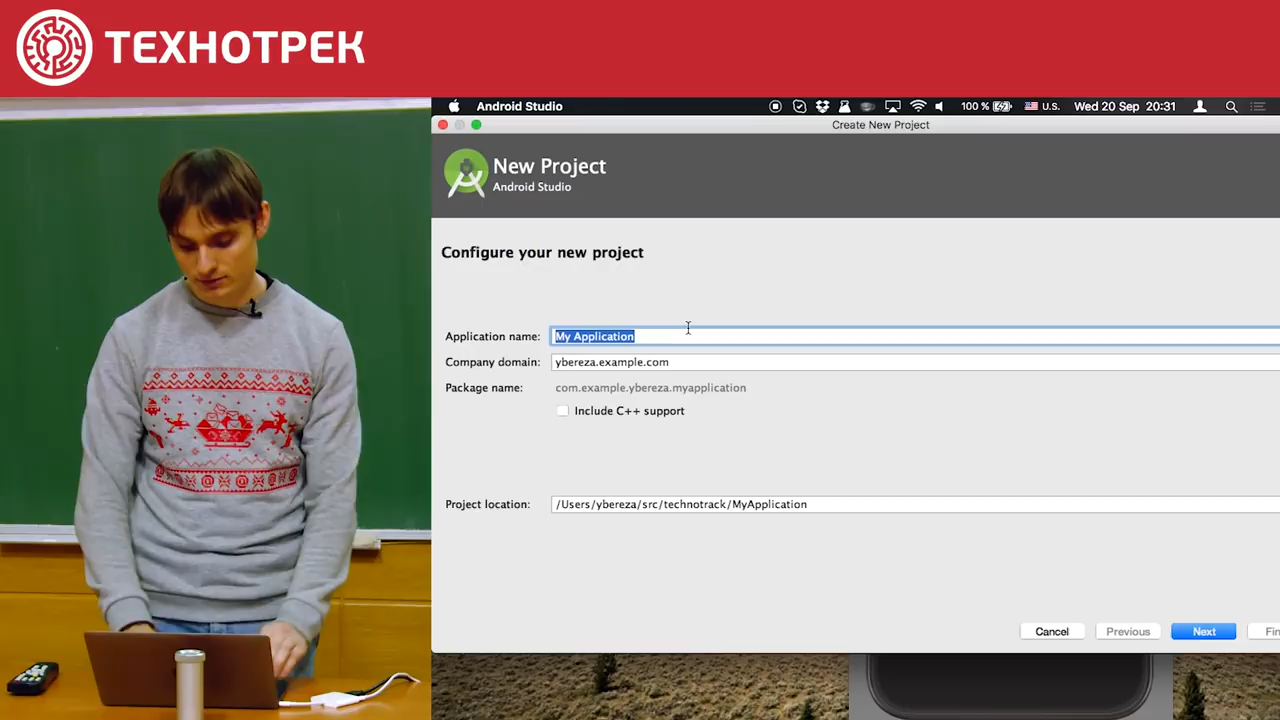 ТЕХНОТРЕК
Android Studio
100 %
U.S.
Wed 20 Sep 20:31
Create New Project
New Project
Android Studio
Configure your new project
Application name: My Application
Company domain: ybereza.example.com
Package name: com.example.ybereza.myapplication
Include C++ support
Project location: /Users/ybereza/src/technotrack/MyApplication
Cancel
Previous
Next